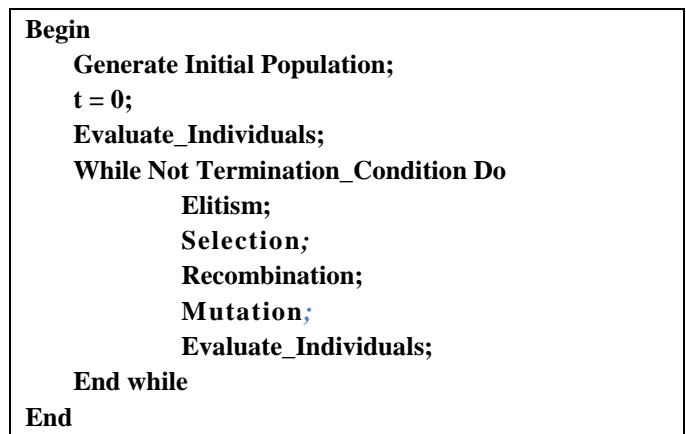 Begin
Generate Initial Population;
t = 0;
Evaluate_Individuals;
While Not Termination_Condition Do
Elitism;
Selection;
Recombination;
Mutation;
Evaluate_Individuals;
End while
End